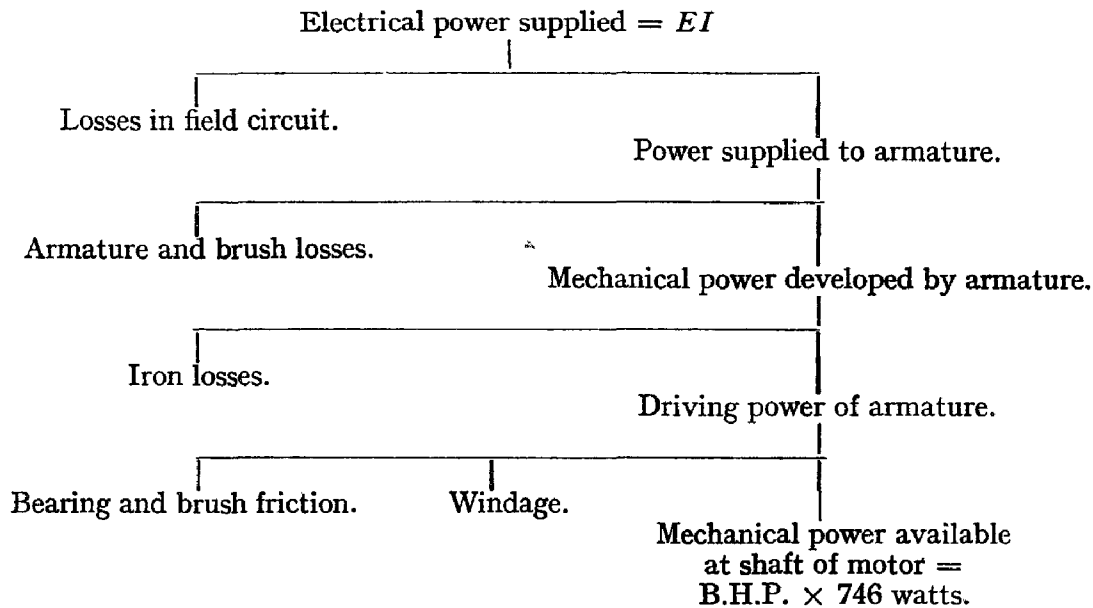 Electrical power supplied = EI
Losses in field circuit.
Power supplied to armature.
Armature and brush losses.
Mechanical power developed by armature.
Iron losses.
Driving power of armature.
Bearing and brush friction. Windage.
Mechanical power available
at shaft of motor =
B.H.P. × 746 watts.